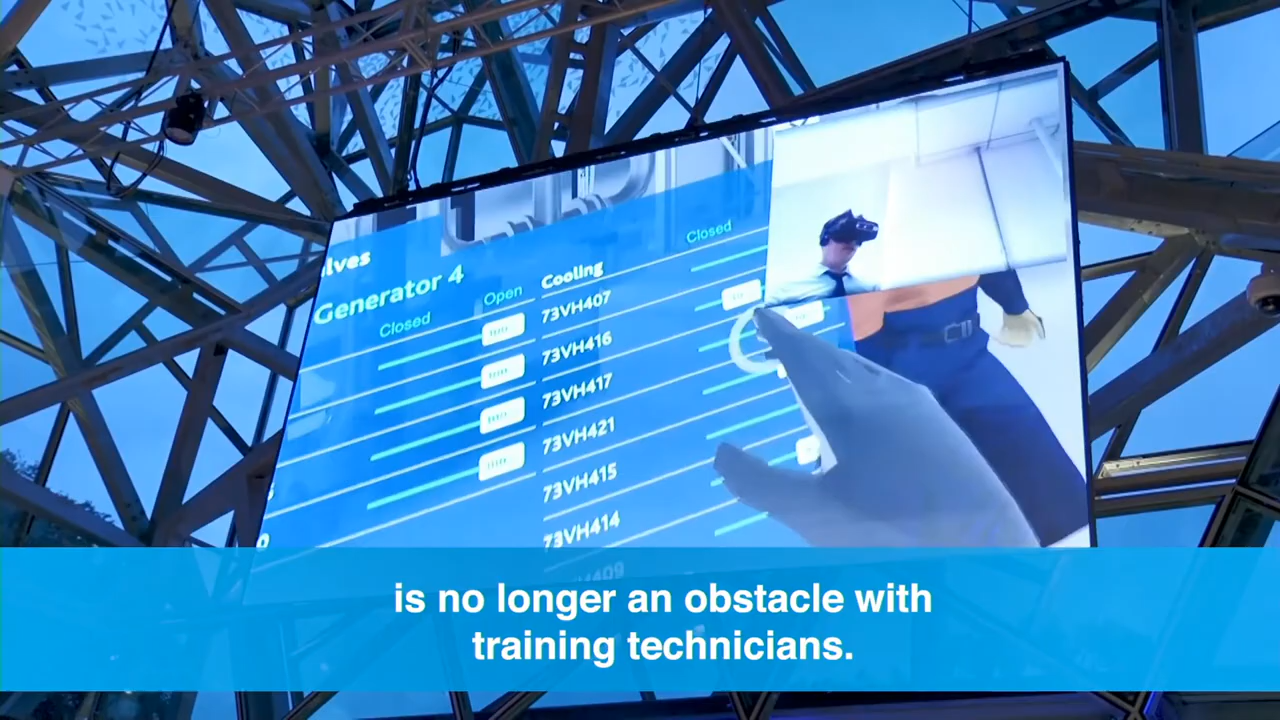 lves
Generator 4
Closed
Open
Cooling
Closed
73VH407
73VH416
73VH417
73VH421
73VH415
73VH414
is no longer an obstacle with
training technicians.